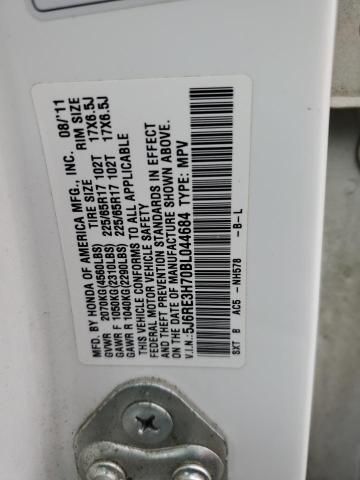 MFD. BY HONDA OF AMERICA MFG., INC. 08/'11
TIRE SIZE RIM SIZE
GVWR 2070KG(4560LBS)
GAWR F 1050KG(2310LBS) 225/65R17 102T 17X6.5J
GAWR R 1040KG(2290LBS) 225/65R17 102T 17X6.5J
THIS VEHICLE CONFORMS TO ALL APPLICABLE
FEDERAL MOTOR VEHICLE SAFETY
AND THEFT PREVENTION STANDARDS IN EFFECT
ON THE DATE OF MANUFACTURE SHOWN ABOVE.
V.I.N.: 5J6RE3H70BL044684 TYPE: MPV
SXT B AC5 -NH578 -B-L